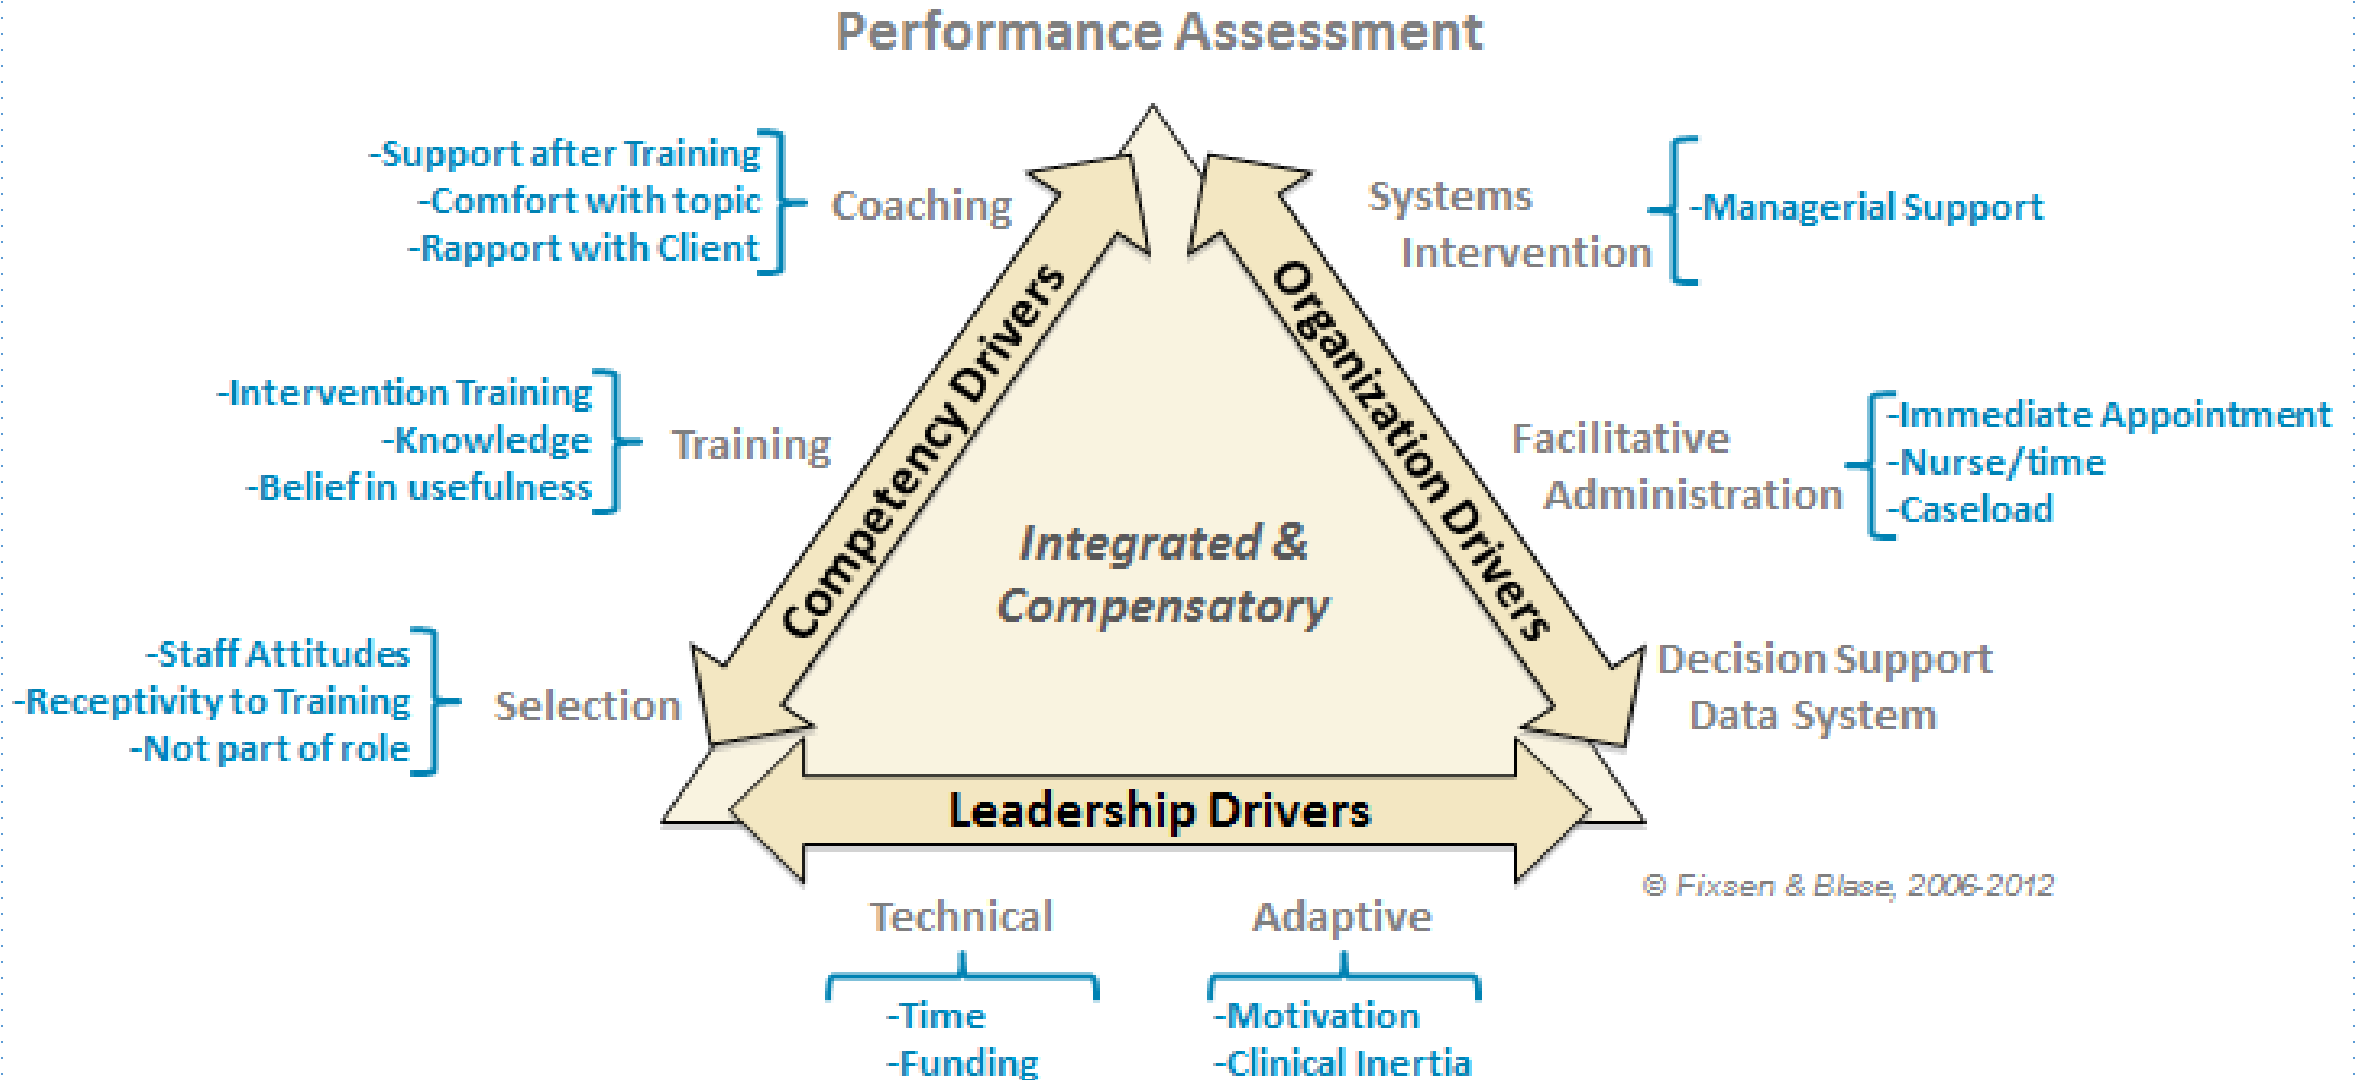 Performance Assessment
-Support after Training
-Comfort with topic
-Rapport with Client
Coaching
Systems
Intervention
-Managerial Support
-Intervention Training
-Knowledge
-Belief in usefulness
Training
Facilitative
Administration
-Immediate Appointment
-Nurse/time
-Caseload
-Staff Attitudes
-Receptivity to Training
-Not part of role
Selection
Decision Support
Data System
Competency Drivers
Organization Drivers
Integrated &
Compensatory
Leadership Drivers
© Fixsen & Blase, 2006-2012
Technical
-Time
-Funding
Adaptive
-Motivation
-Clinical Inertia